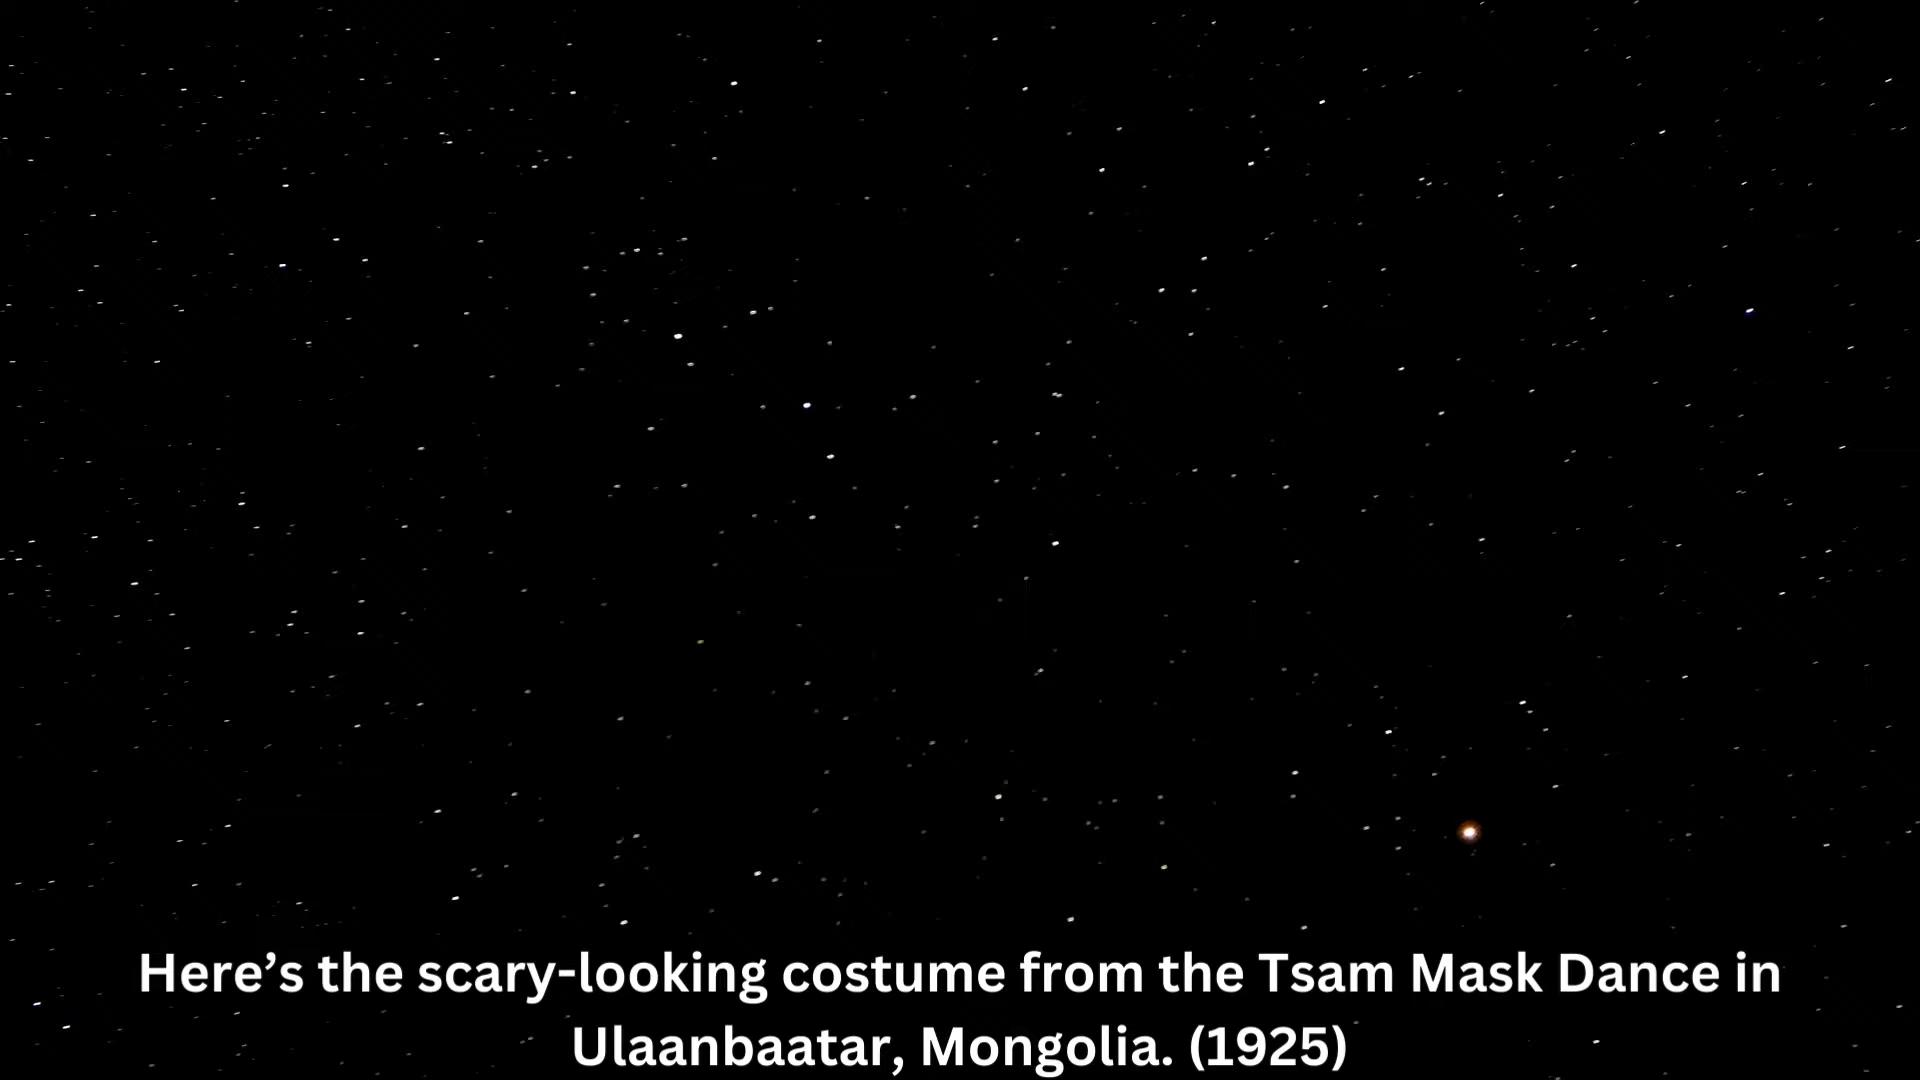 Here’s the scary-looking costume from the Tsam Mask Dance in
Ulaanbaatar, Mongolia. (1925)